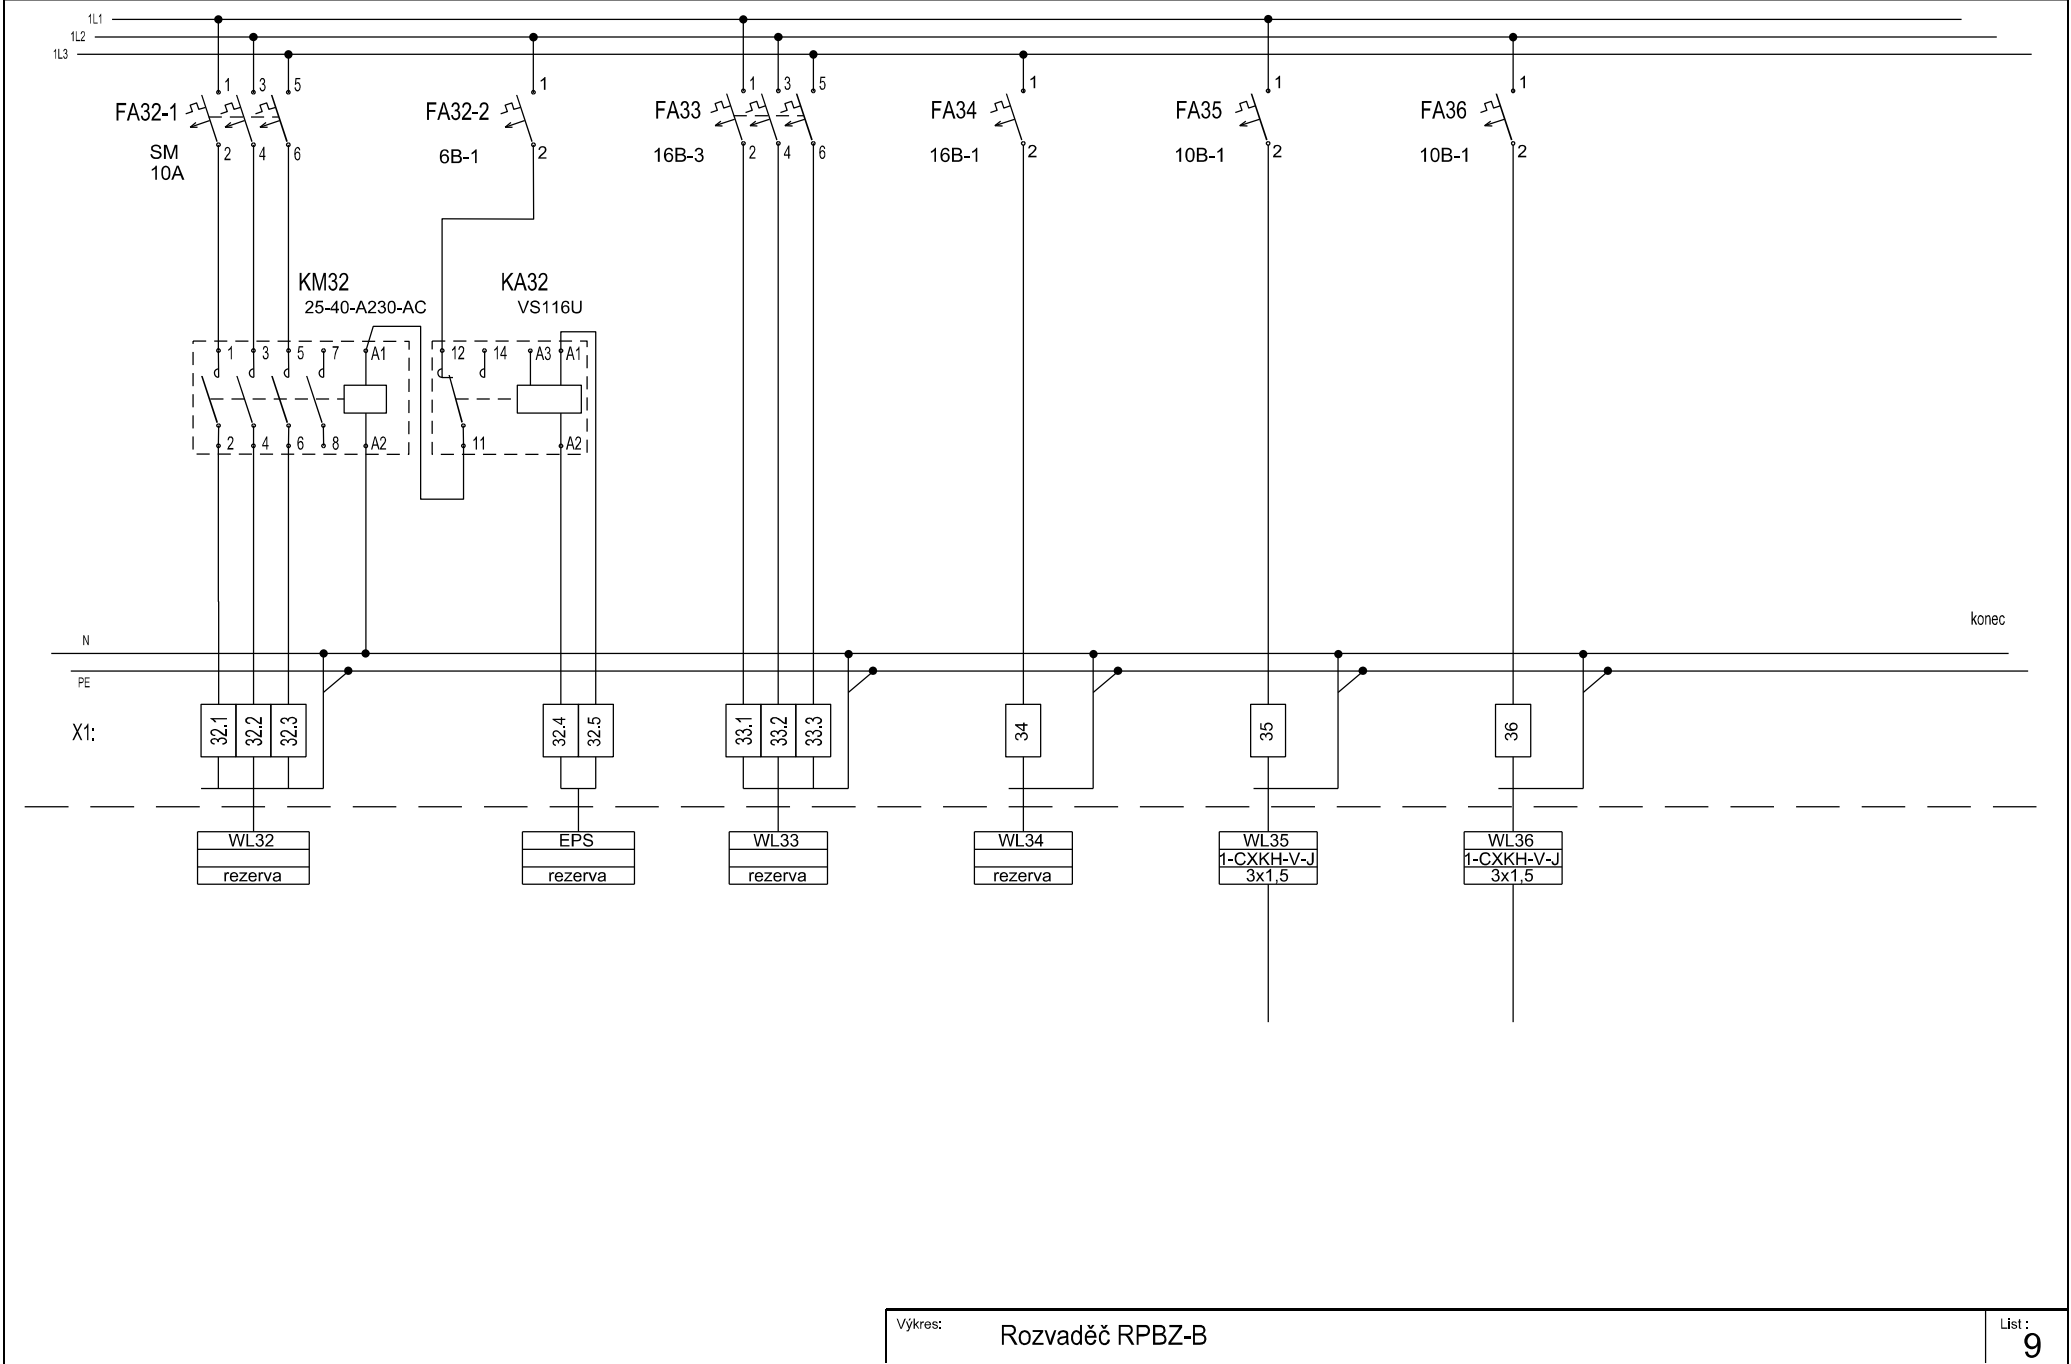 1L1
1L2
1L3
1 3 5
1
1 3 5
1
1
1
FA32-1
FA32-2
FA33
FA34
FA35
FA36
SM
10A
6B-1
16B-3
16B-1
10B-1
10B-1
2 4 6
2
2 4 6
2
2
2
KM32
25-40-A230-AC
KA32
VS116U
1 3 5 7 A1
12 14 A3 A1
2 4 6 8 A2
11 A2
konec
N
PE
X1:
32.1 32.2 32.3
32.4 32.5
33.1 33.2 33.3
34
35
36
WL32
rezerva
EPS
rezerva
WL33
rezerva
WL34
rezerva
WL35
1-CXKH-V-J
3x1,5
WL36
1-CXKH-V-J
3x1,5
Výkres:
Rozvaděč RPBZ-B
List :
9